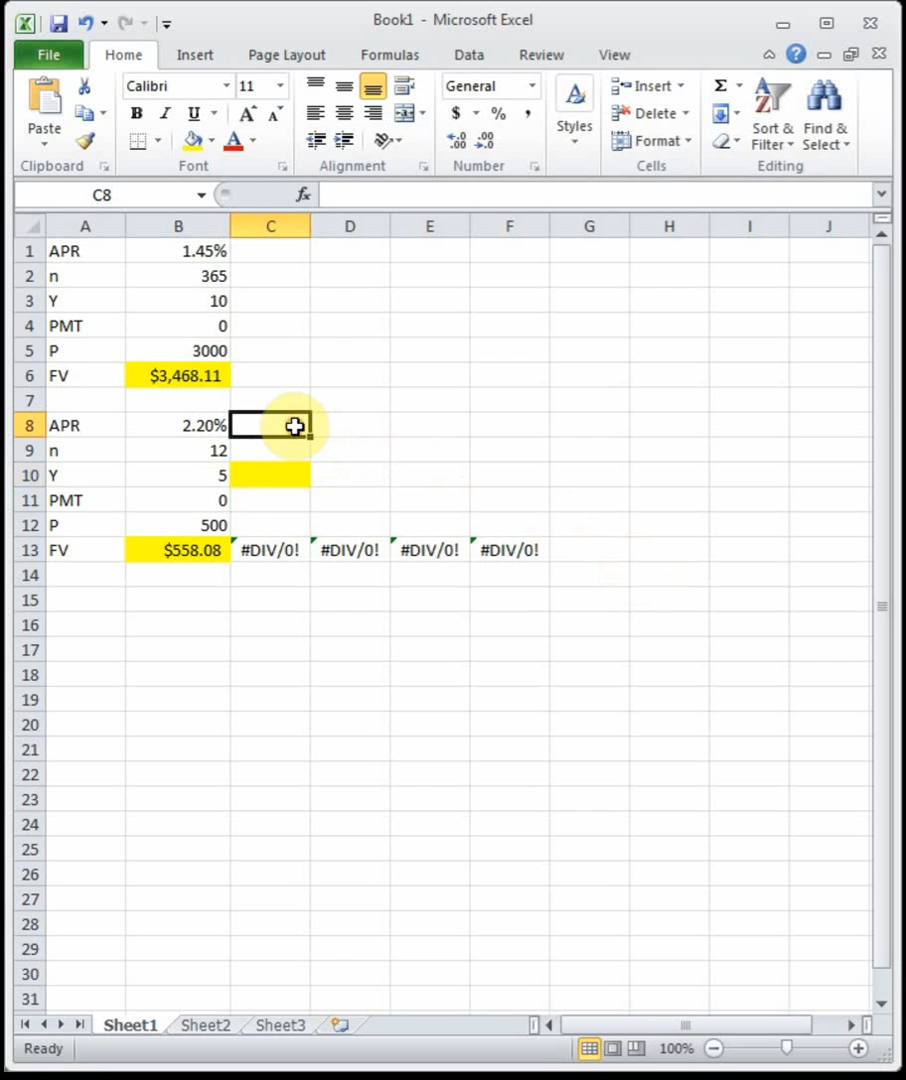 Book1 - Microsoft Excel
File Home Insert Page Layout Formulas Data Review View
Calibri 11 General Insert Σ
B I U A A $ % , Delete
Paste Styles Format Sort & Filter Find & Select
Clipboard Font Alignment Number Cells Editing
C8 fx
A B C D E F G H I J
1 APR 1.45%
2 n 365
3 Y 10
4 PMT 0
5 P 3000
6 FV $3,468.11
7
8 APR 2.20%
9 n 12
10 Y 5
11 PMT 0
12 P 500
13 FV $558.08 #DIV/0! #DIV/0! #DIV/0! #DIV/0!
14
15
16
17
18
19
20
21
22
23
24
25
26
27
28
29
30
31
Sheet1 Sheet2 Sheet3
Ready 100%